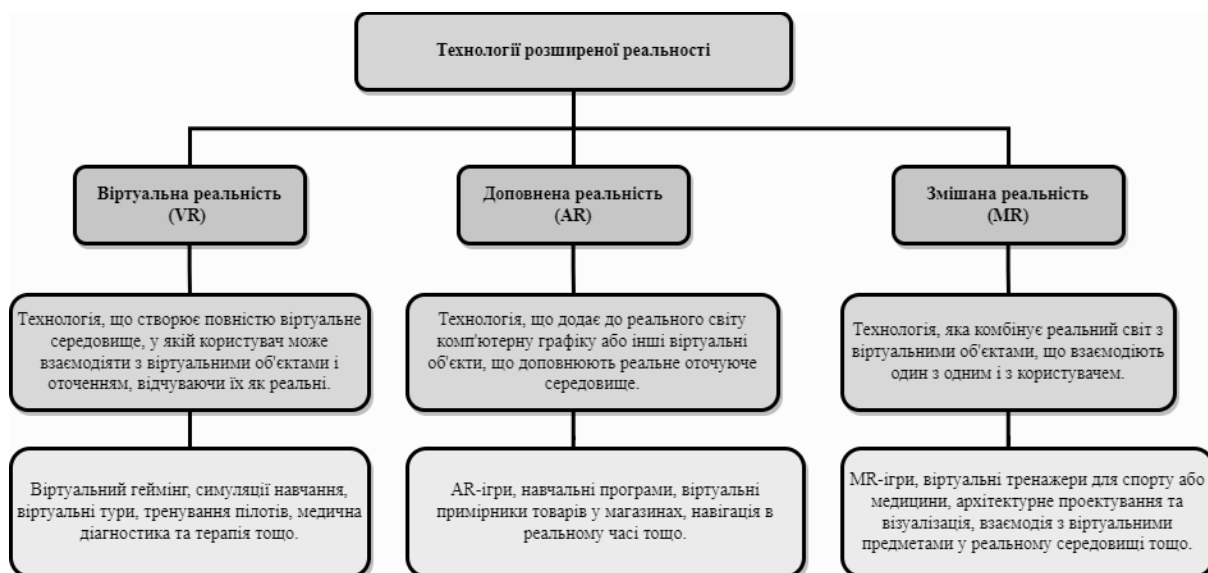 Технології розширеної реальності
Віртуальна реальність
(VR)
Доповнена реальність
(AR)
Змішана реальність
(MR)
Технологія, що створює повністю віртуальне
середовище, у якій користувач може
взаємодіяти з віртуальними об'єктами і
оточенням, відчуваючи їх як реальні.
Технологія, що додає до реального світу
комп'ютерну графіку або інші віртуальні
об'єкти, що доповнюють реальне оточуюче
середовище.
Технологія, яка комбінує реальний світ з
віртуальними об'єктами, що взаємодіють
один з одним і з користувачем.
Віртуальний геймінг, симуляції навчання,
віртуальні тури, тренування пілотів, медична
діагностика та терапія тощо.
AR-ігри, навчальні програми, віртуальні
примірники товарів у магазинах, навігація в
реальному часі тощо.
MR-ігри, віртуальні тренажери для спорту або
медицини, архітектурне проектування та
візуалізація, взаємодія з віртуальними
предметами у реальному середовищі тощо.